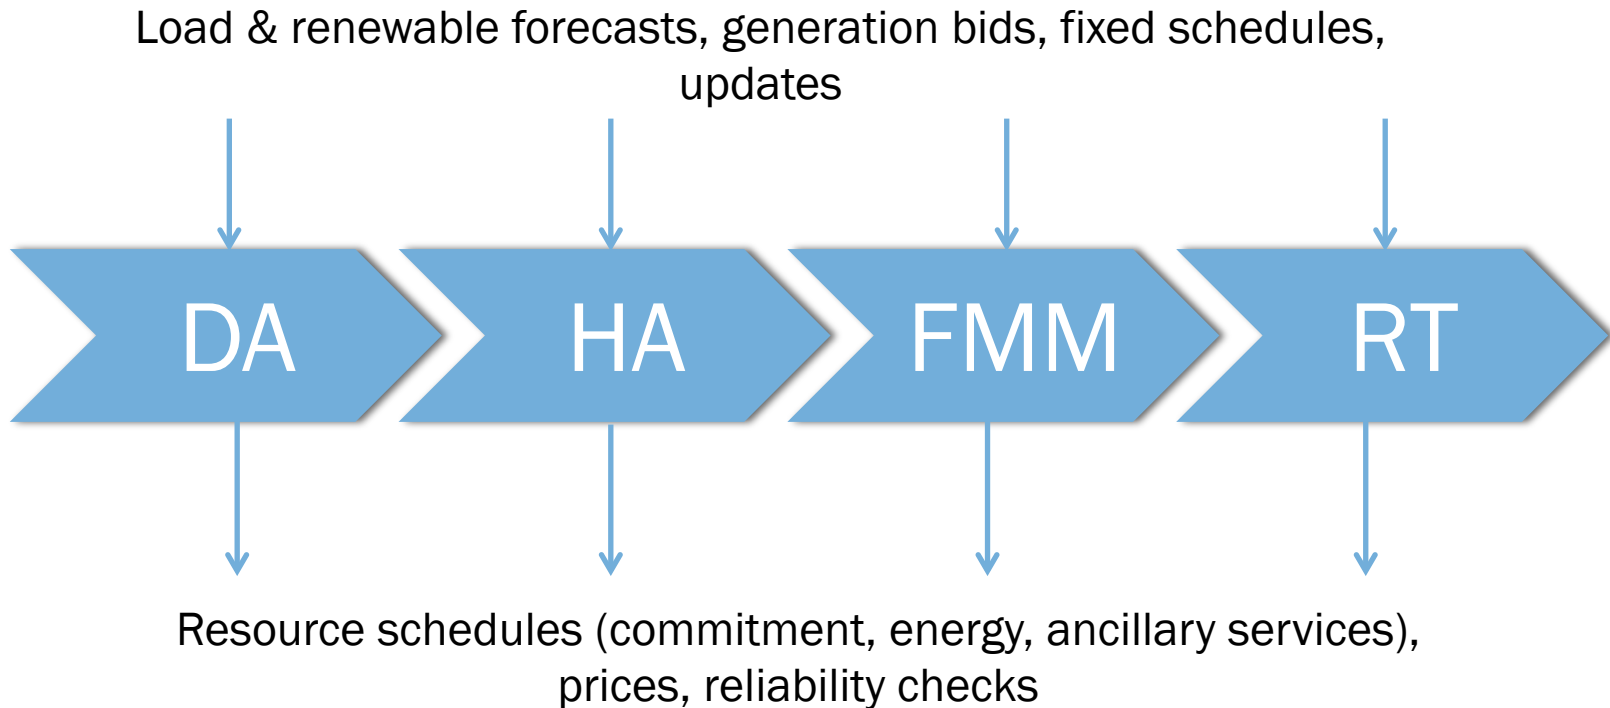 Load & renewable forecasts, generation bids, fixed schedules,
updates
DA
HA
FMM
RT
Resource schedules (commitment, energy, ancillary services),
prices, reliability checks